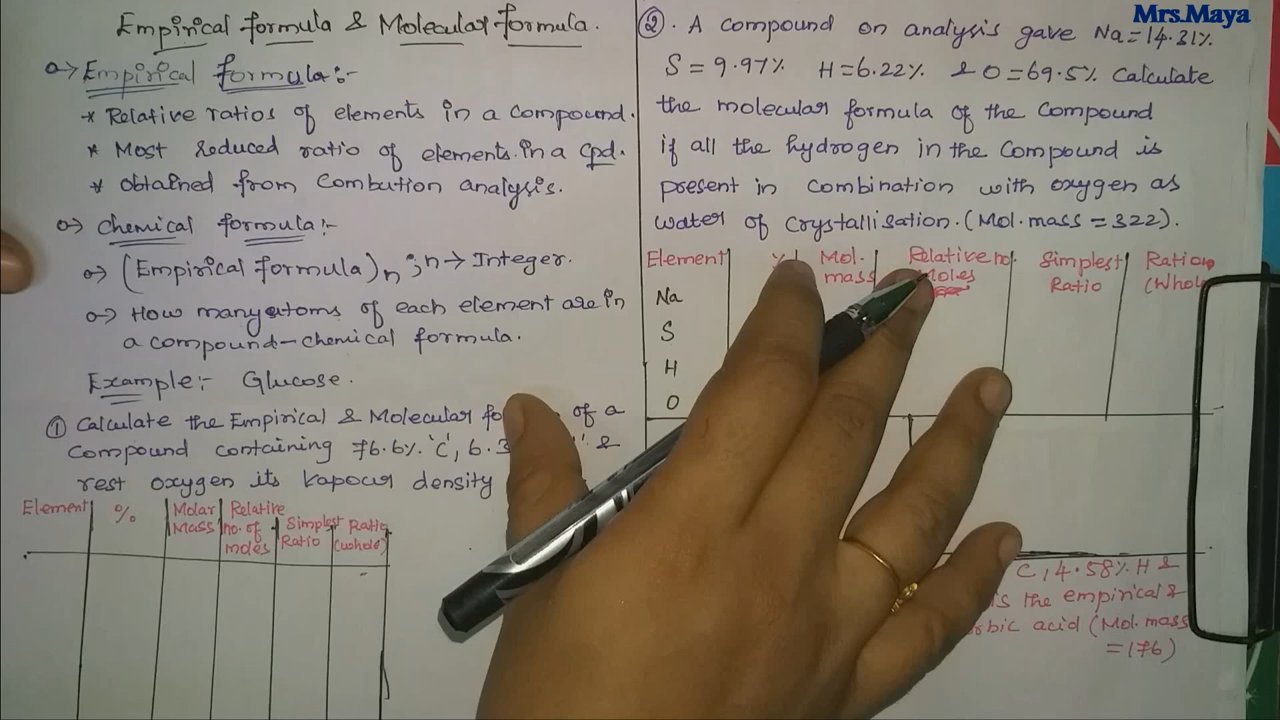 Mrs.Maya
Empirical formula & Molecular formula.
Empirical formula:-
* Relative ratios of elements in a compound.
* Most reduced ratio of elements in a cpd.
* Obtained from Combution analysis.
Chemical formula:-
(Empirical formula)n ; n → Integer.
How many atoms of each element are in
a compound - chemical formula.
Example:- Glucose.
① Calculate the Empirical & Molecular of a
Compound containing 76.6% 'C', &
rest oxygen its Vapour density
Element % Molar Mass Relative no. of moles Simplest Ratio Ratio (whole)
②. A compound on analysis gave Na=14.31%
S = 9.97% H=6.22% & O=69.5% Calculate
the molecular formula of the Compound
if all the hydrogen in the Compound is
present in combination with oxygen as
water of crystallisation. (Mol. mass = 322).
Element % Mol. mass Relative no. Moles Simplest Ratio Ratio
Na
S
H
O
C, 4.58% H &
is the empirical &
acid (Mol. mass
=176)